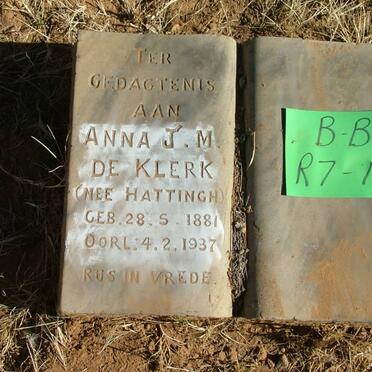 TER
GEDAGTENIS
AAN
ANNA J. M.
DE KLERK
(NEE HATTINGH)
GEB. 28. 5. 1881
OORL. 4. 2. 1937
RUS IN VREDE.
B-B
R7-1